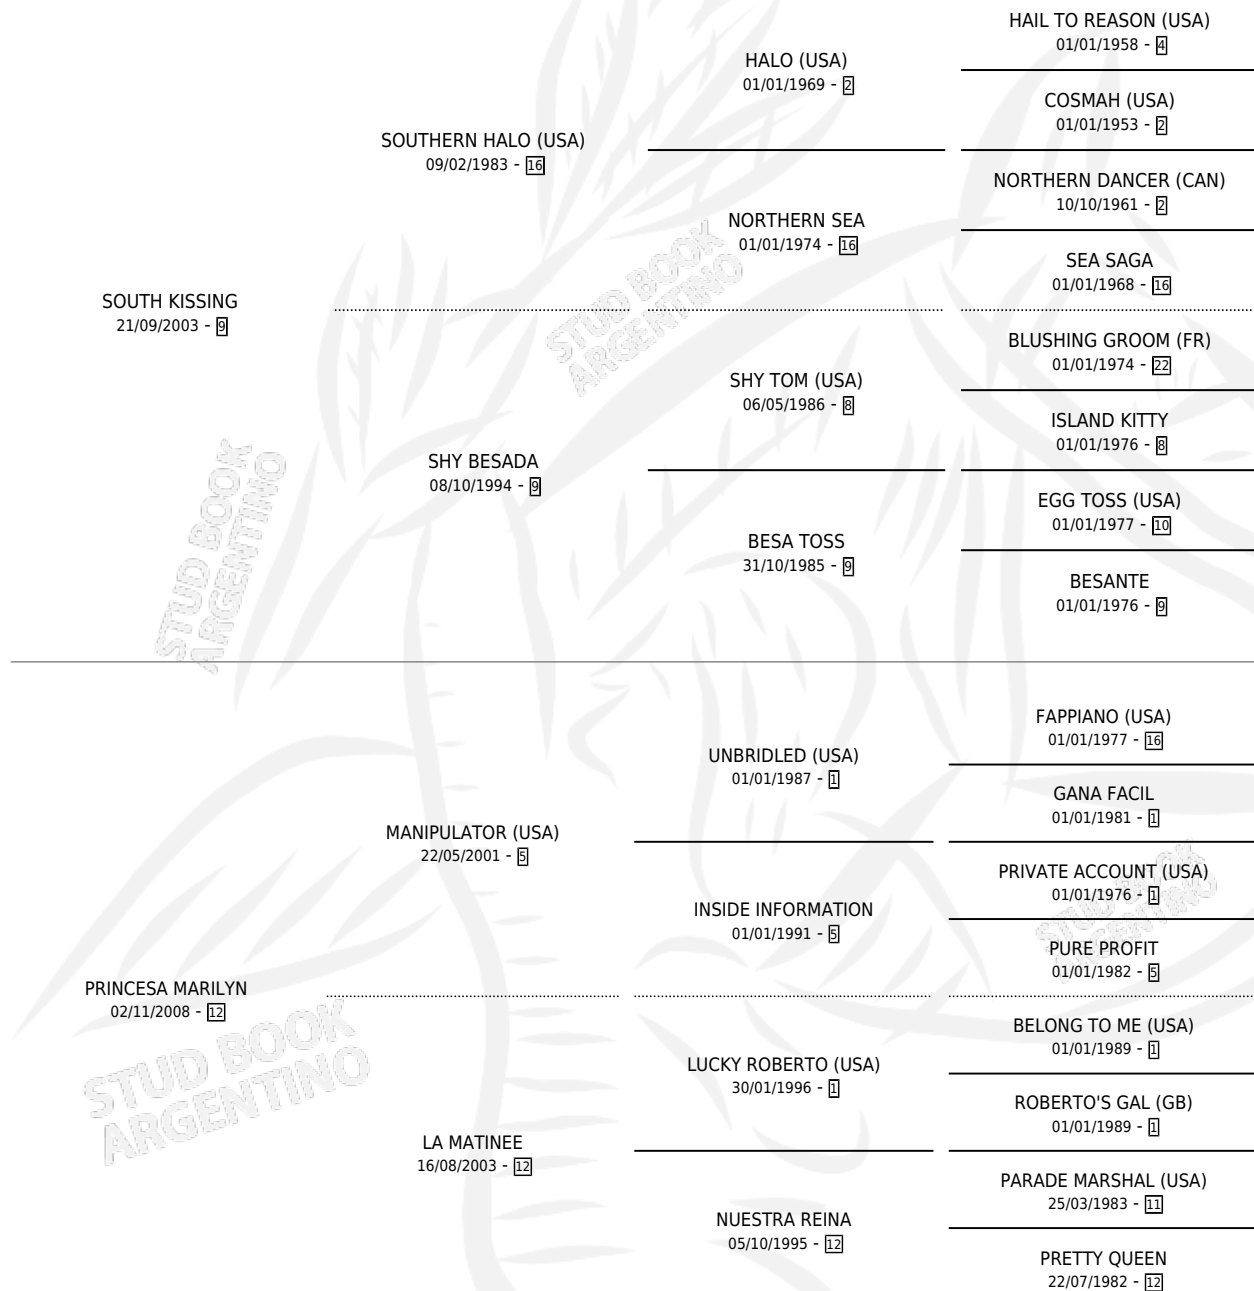 HAIL TO REASON (USA)
01/01/1958 - 4
HALO (USA)
01/01/1969 - 2
COSMAH (USA)
01/01/1953 - 2
SOUTHERN HALO (USA)
09/02/1983 - 16
NORTHERN DANCER (CAN)
10/10/1961 - 2
NORTHERN SEA
01/01/1974 - 16
SEA SAGA
01/01/1968 - 16
SOUTH KISSING
21/09/2003 - 9
STUD BOOK
ARGENTINO
BLUSHING GROOM (FR)
01/01/1974 - 22
SHY TOM (USA)
06/05/1986 - 8
ISLAND KITTY
01/01/1976 - 8
SHY BESADA
08/10/1994 - 9
EGG TOSS (USA)
01/01/1977 - 10
BESA TOSS
31/10/1985 - 9
BESANTE
01/01/1976 - 9
STUD BOOK
ARGENTINO
FAPPIANO (USA)
01/01/1977 - 16
UNBRIDLED (USA)
01/01/1987 - 1
GANA FACIL
01/01/1981 - 1
MANIPULATOR (USA)
22/05/2001 - 5
PRIVATE ACCOUNT (USA)
01/01/1976 - 1
INSIDE INFORMATION
01/01/1991 - 5
STUD BOOK
ARGENTINO
PURE PROFIT
01/01/1982 - 5
PRINCESA MARILYN
02/11/2008 - 12
STUD BOOK
ARGENTINO
BELONG TO ME (USA)
01/01/1989 - 1
LUCKY ROBERTO (USA)
30/01/1996 - 1
ROBERTO'S GAL (GB)
01/01/1989 - 1
LA MATINEE
16/08/2003 - 12
PARADE MARSHAL (USA)
25/03/1983 - 11
NUESTRA REINA
05/10/1995 - 12
PRETTY QUEEN
22/07/1982 - 12